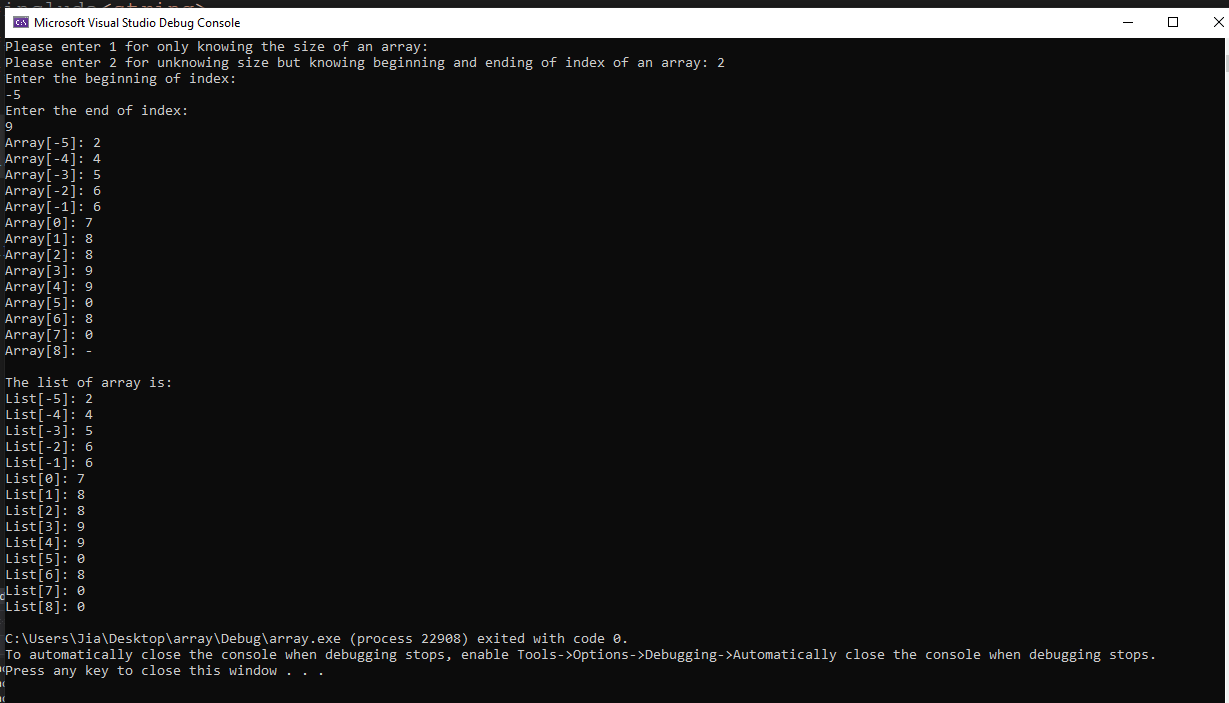 include<string>
Microsoft Visual Studio Debug Console
Please enter 1 for only knowing the size of an array:
Please enter 2 for unknowing size but knowing beginning and ending of index of an array: 2
Enter the beginning of index:
-5
Enter the end of index:
9
Array[-5]: 2
Array[-4]: 4
Array[-3]: 5
Array[-2]: 6
Array[-1]: 6
Array[0]: 7
Array[1]: 8
Array[2]: 8
Array[3]: 9
Array[4]: 9
Array[5]: 0
Array[6]: 8
Array[7]: 0
Array[8]: -
The list of array is:
List[-5]: 2
List[-4]: 4
List[-3]: 5
List[-2]: 6
List[-1]: 6
List[0]: 7
List[1]: 8
List[2]: 8
List[3]: 9
List[4]: 9
List[5]: 0
List[6]: 8
List[7]: 0
List[8]: 0
C:\Users\Jia\Desktop\array\Debug\array.exe (process 22908) exited with code 0.
To automatically close the console when debugging stops, enable Tools->Options->Debugging->Automatically close the console when debugging stops.
Press any key to close this window . . .